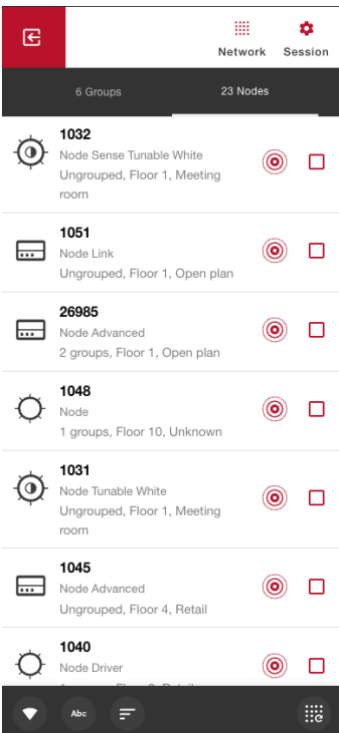 Network Session
6 Groups 23 Nodes
1032
Node Sense Tunable White
Ungrouped, Floor 1, Meeting
room
1051
Node Link
Ungrouped, Floor 1, Open plan
26985
Node Advanced
2 groups, Floor 1, Open plan
1048
Node
1 groups, Floor 10, Unknown
1031
Node Tunable White
Ungrouped, Floor 1, Meeting
room
1045
Node Advanced
Ungrouped, Floor 4, Retail
1040
Node Driver
Abc